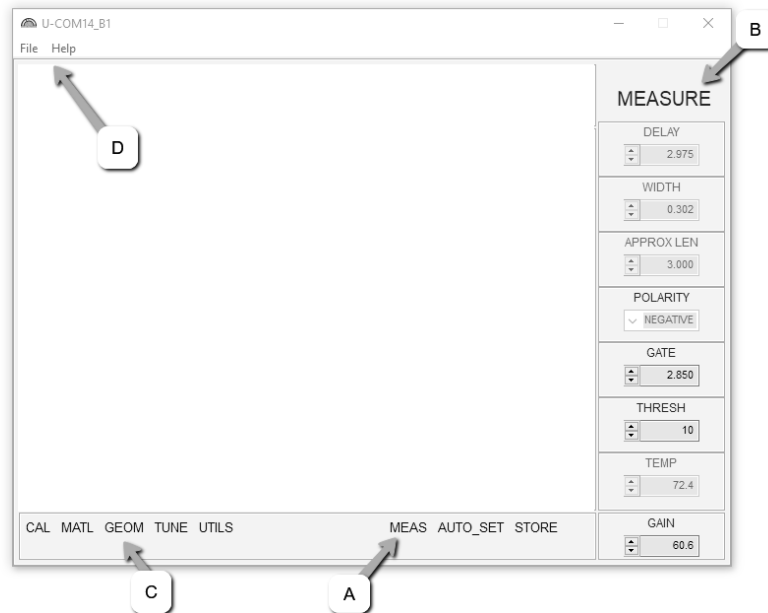 U-COM14_B1
File Help
B
MEASURE
D
DELAY
2.975
WIDTH
0.302
APPROX LEN
3.000
POLARITY
NEGATIVE
GATE
2.850
THRESH
10
TEMP
72.4
CAL MATL GEOM TUNE UTILS MEAS AUTO_SET STORE
GAIN
60.6
C
A